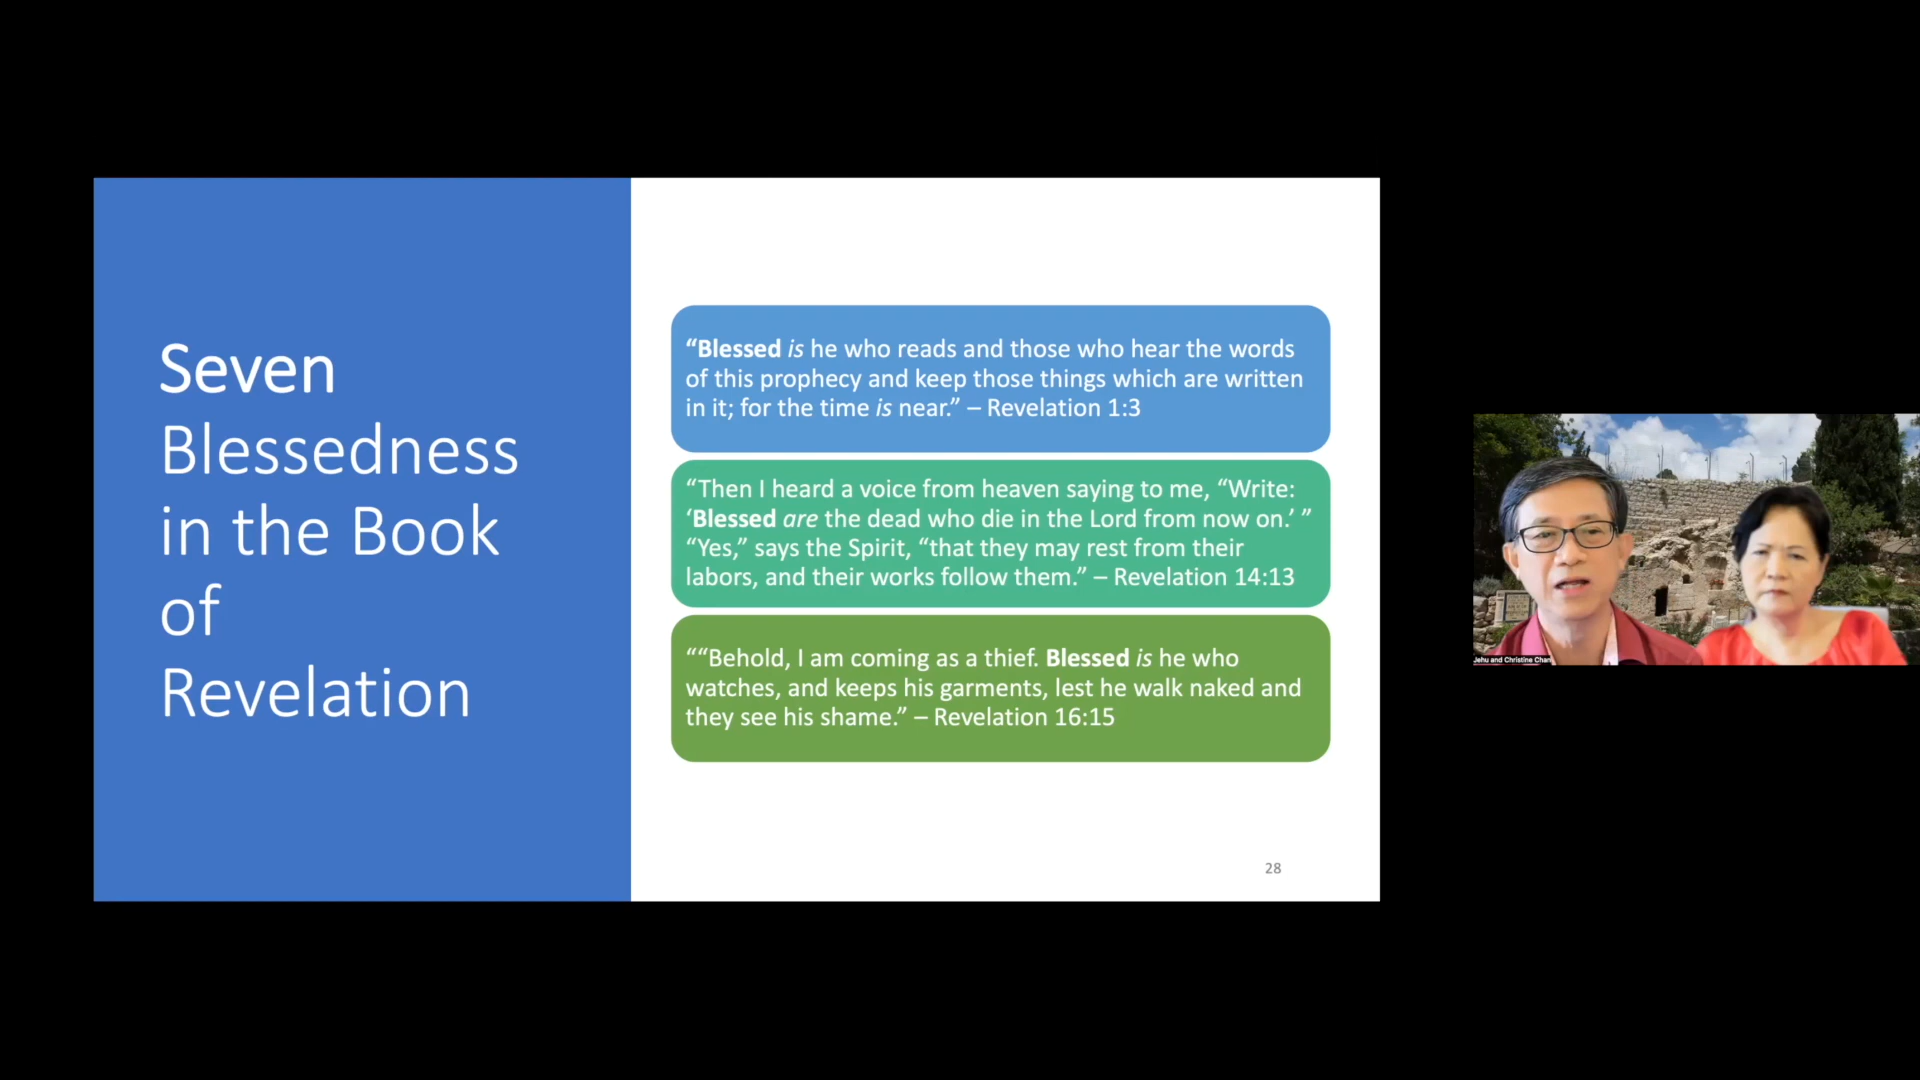 Seven
Blessedness
in the Book
of
Revelation
“Blessed is he who reads and those who hear the words
of this prophecy and keep those things which are written
in it; for the time is near.” – Revelation 1:3
“Then I heard a voice from heaven saying to me, “Write:
‘Blessed are the dead who die in the Lord from now on.’ ”
“Yes,” says the Spirit, “that they may rest from their
labors, and their works follow them.” – Revelation 14:13
““Behold, I am coming as a thief. Blessed is he who
watches, and keeps his garments, lest he walk naked and
they see his shame.” – Revelation 16:15
28
Jehu and Christine Chan